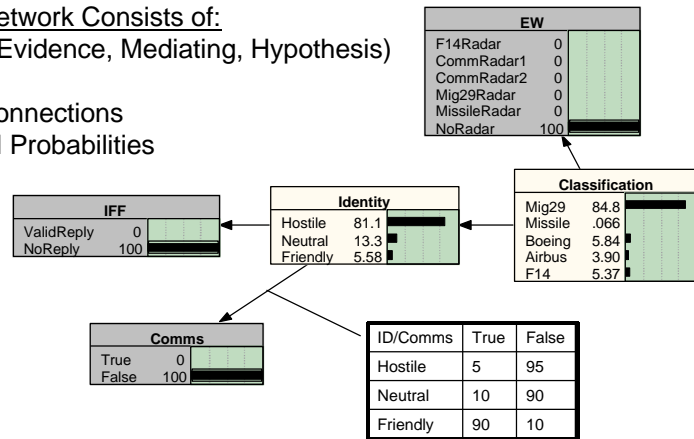 etwork Consists of:
Evidence, Mediating, Hypothesis)
onnections
l Probabilities
EW
F14Radar 0
CommRadar1 0
CommRadar2 0
Mig29Radar 0
MissileRadar 0
NoRadar 100
IFF
ValidReply 0
NoReply 100
Identity
Hostile 81.1
Neutral 13.3
Friendly 5.58
Classification
Mig29 84.8
Missile .066
Boeing 5.84
Airbus 3.90
F14 5.37
Comms
True 0
False 100
ID/Comms True False
Hostile 5 95
Neutral 10 90
Friendly 90 10